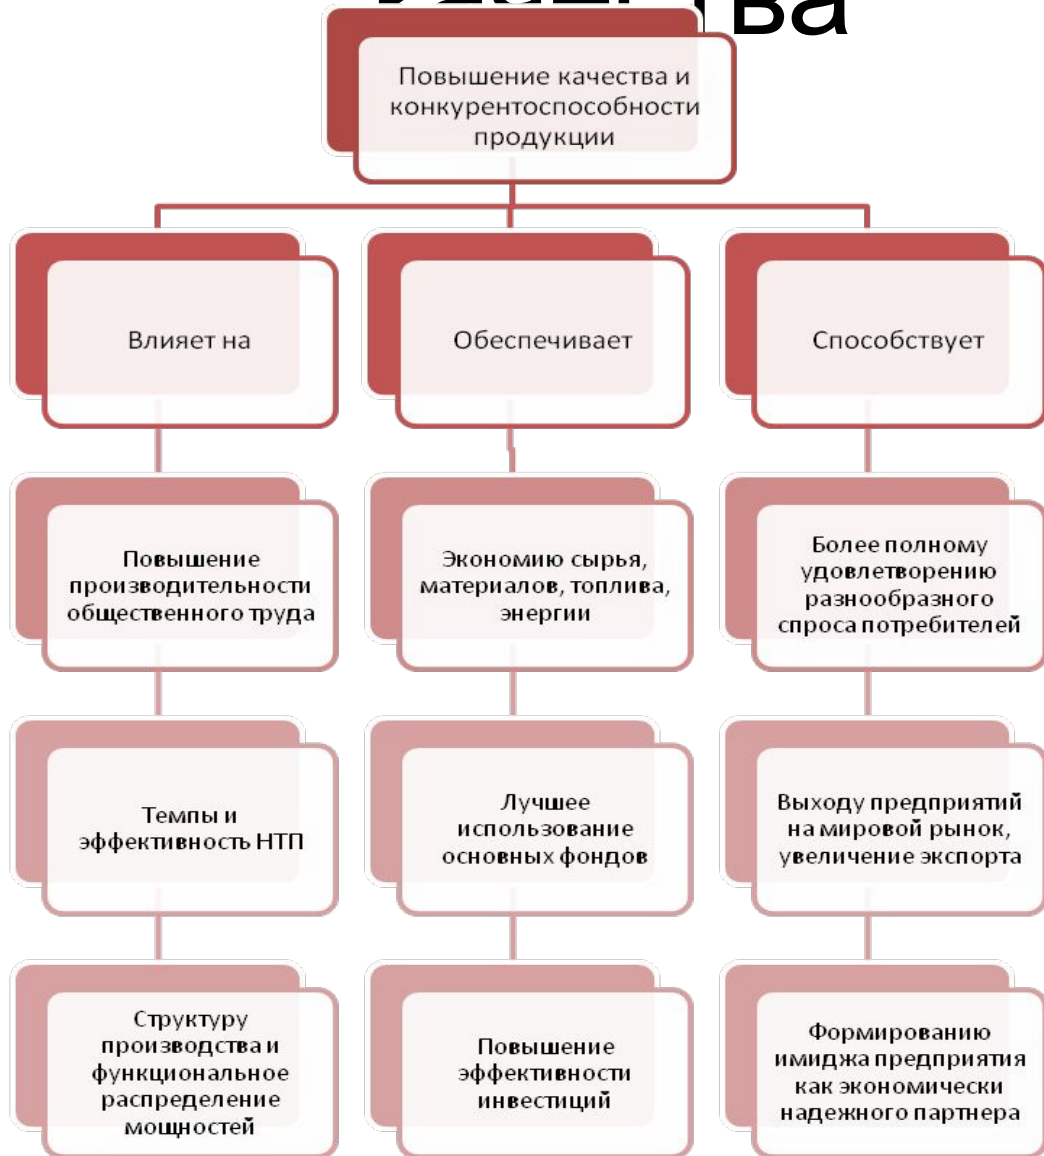 Повышение качества и
конкурентоспособности
продукции
Влияет на
Обеспечивает
Способствует
Повышение
производительности
общественного труда
Экономию сырья,
материалов, топлива,
энергии
Более полному
удовлетворению
разнообразного
спроса потребителей
Темпы и
эффективность НТП
Лучшее
использование
основных фондов
Выходу предприятий
на мировой рынок,
увеличение экспорта
Структуру
производства и
функциональное
распределение
мощностей
Повышение
эффективности
инвестиций
Формированию
имиджа предприятия
как экономически
надежного партнера